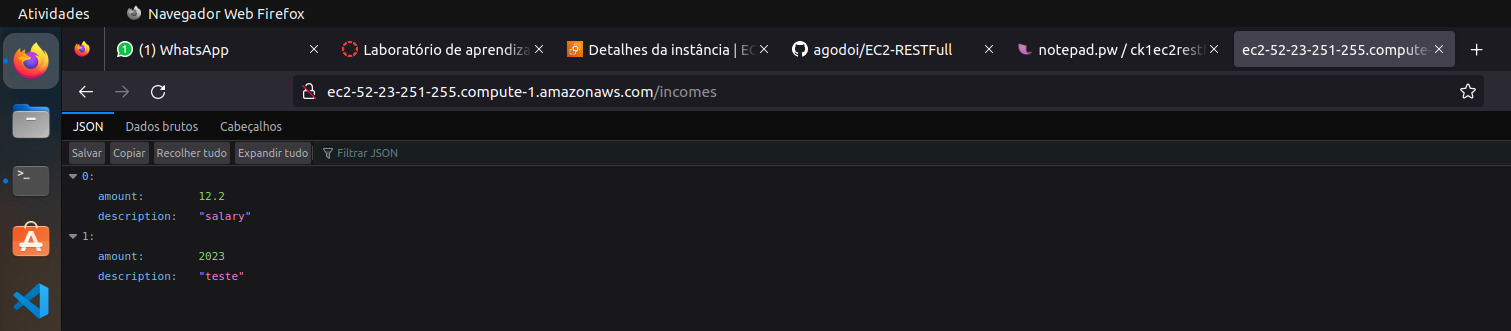 Atividades Navegador Web Firefox
(1) WhatsApp Laboratório de aprendiza Detalhes da instância | EC agodoi/EC2-RESTFull notepad.pw / ck1ec2rest ec2-52-23-251-255.compute-
ec2-52-23-251-255.compute-1.amazonaws.com/incomes
JSON Dados brutos Cabeçalhos
Salvar Copiar Recolher tudo Expandir tudo Filtrar JSON
0:
amount: 12.2
description: "salary"
1:
amount: 2023
description: "teste"